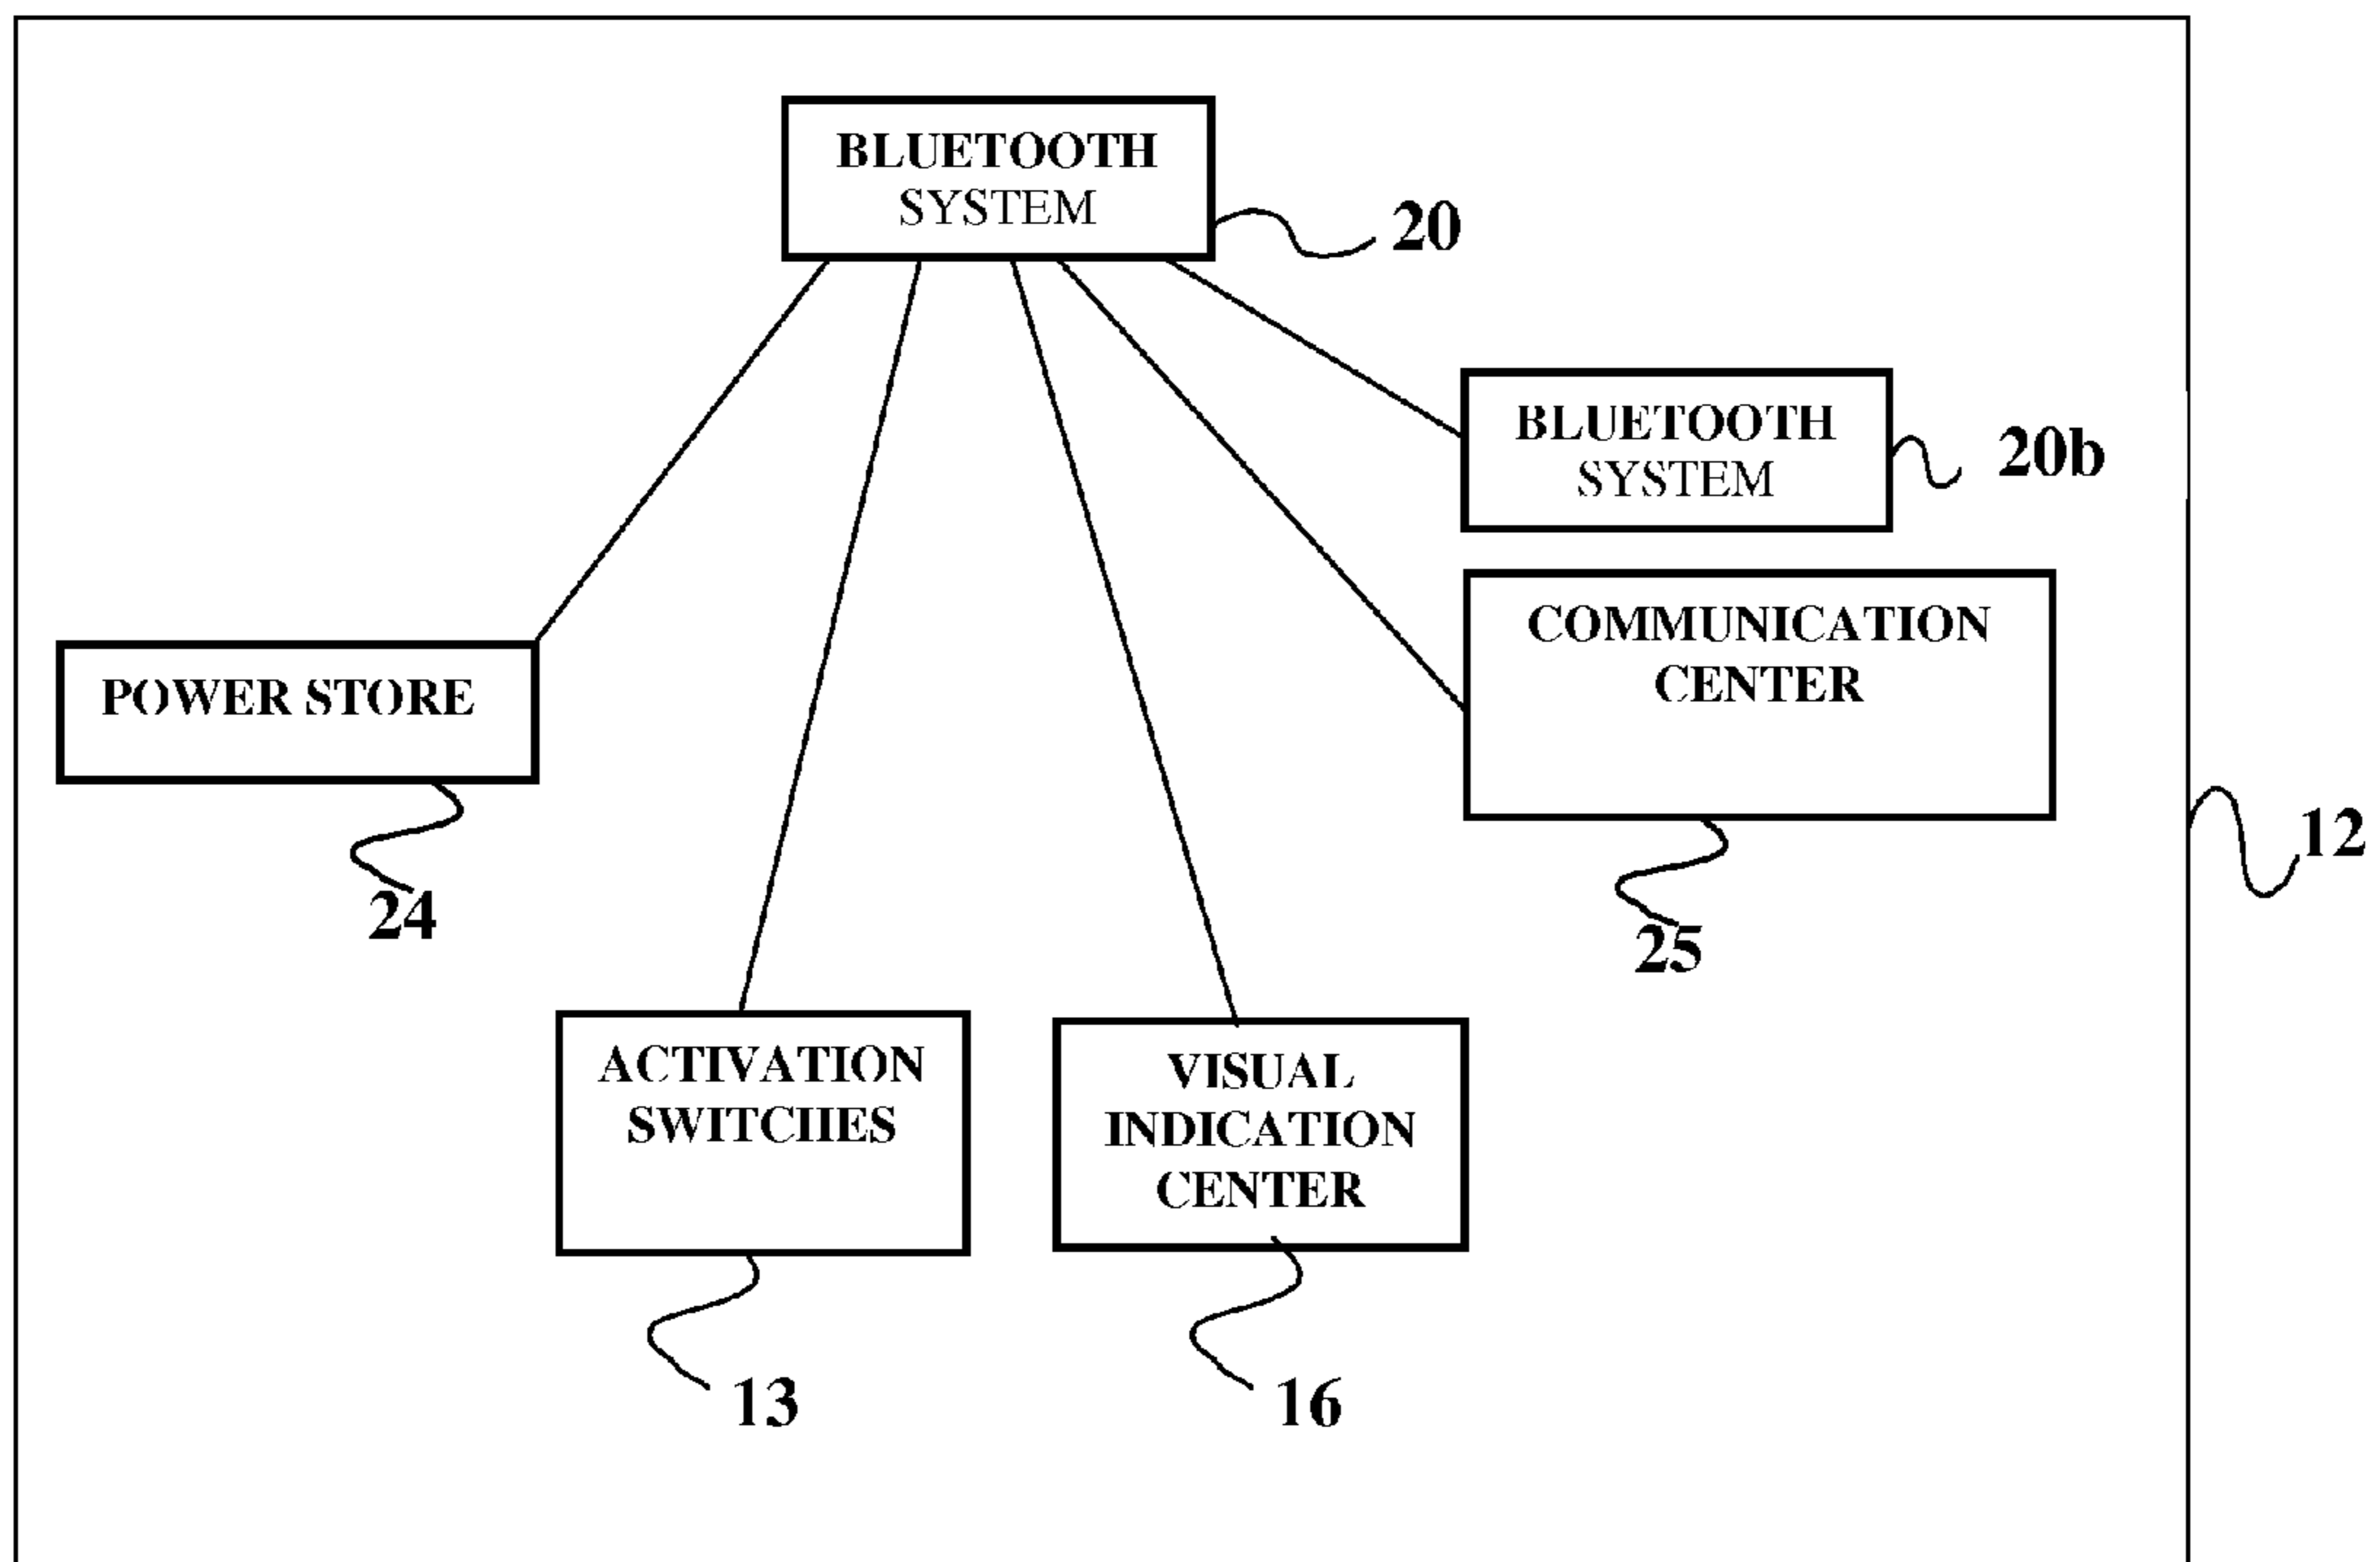 BLUETOOTH
SYSTEM
20
BLUETOOTH
SYSTEM
20b
COMMUNICATION
CENTER
POWER STORE
12
24
25
ACTIVATION
SWITCHES
VISUAL
INDICATION
CENTER
13
16